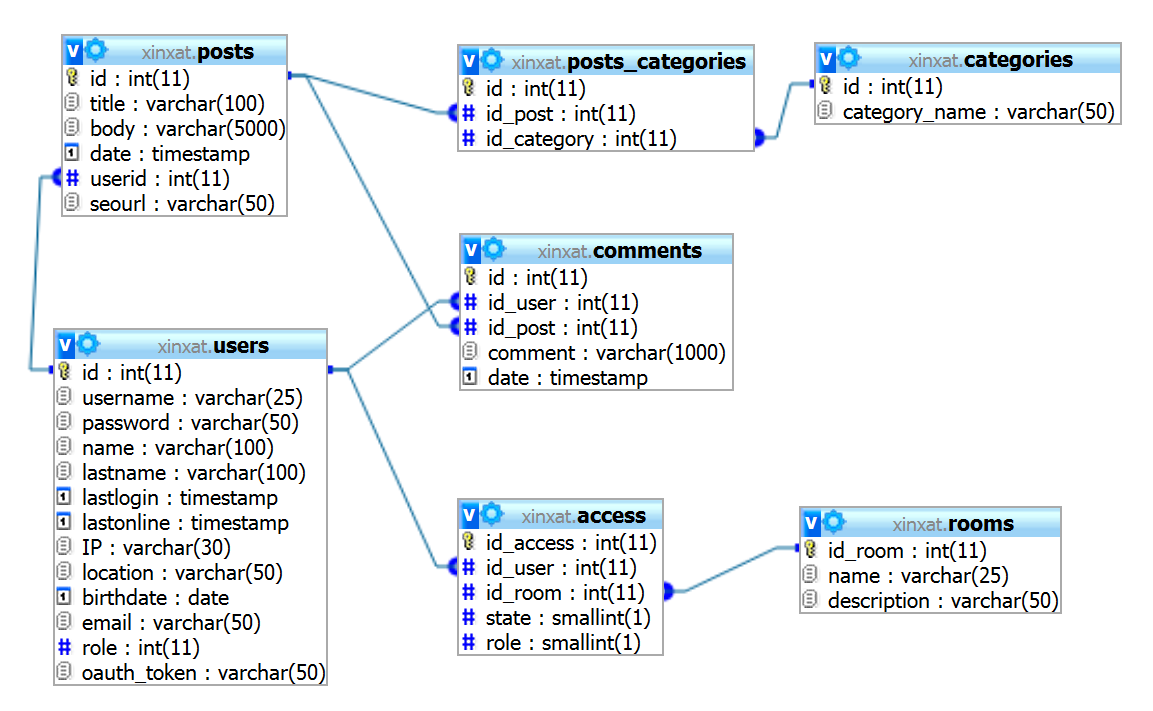 xinxat.posts
id : int(11)
title : varchar(100)
body : varchar(5000)
date : timestamp
userid : int(11)
seourl : varchar(50)
xinxat.posts_categories
id : int(11)
id_post : int(11)
id_category : int(11)
xinxat.categories
id : int(11)
category_name : varchar(50)
xinxat.comments
id : int(11)
id_user : int(11)
id_post : int(11)
comment : varchar(1000)
date : timestamp
xinxat.users
id : int(11)
username : varchar(25)
password : varchar(50)
name : varchar(100)
lastname : varchar(100)
lastlogin : timestamp
lastonline : timestamp
IP : varchar(30)
location : varchar(50)
birthdate : date
email : varchar(50)
role : int(11)
oauth_token : varchar(50)
xinxat.access
id_access : int(11)
id_user : int(11)
id_room : int(11)
state : smallint(1)
role : smallint(1)
xinxat.rooms
id_room : int(11)
name : varchar(25)
description : varchar(50)